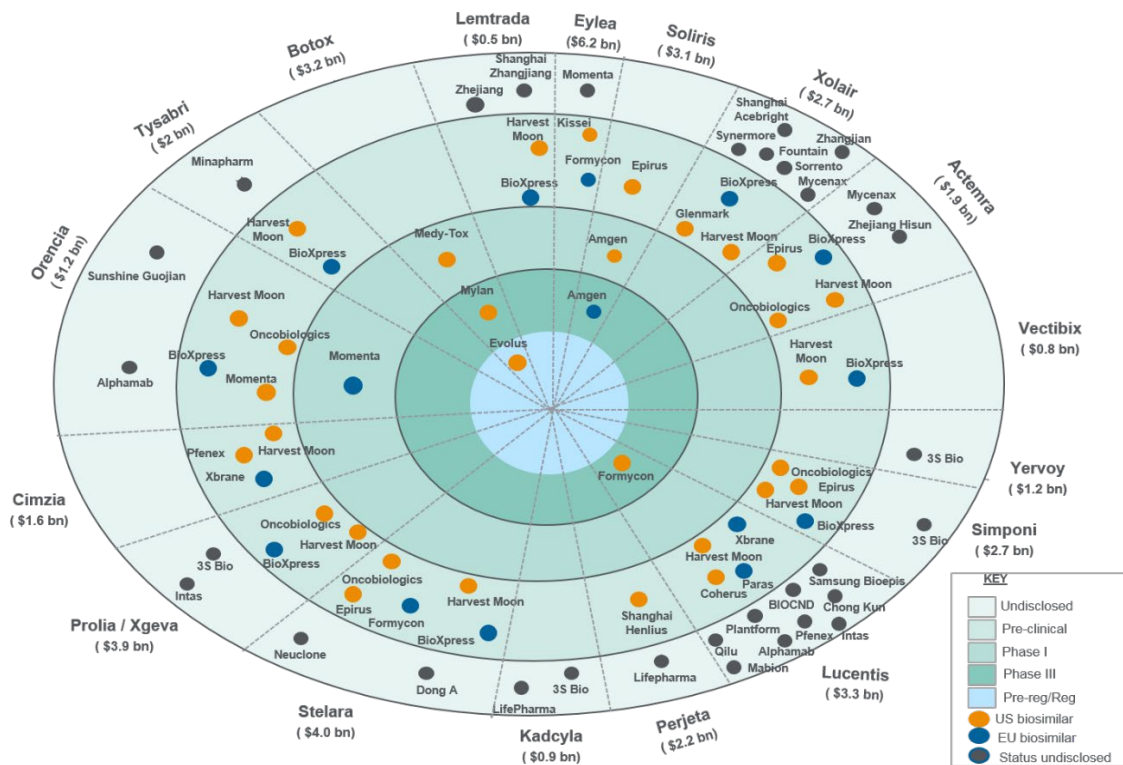 Lemtrada
( $0.5 bn)
Eylea
($6.2 bn)
Soliris
( $3.1 bn)
Botox
( $3.2 bn)
Xolair
( $2.7 bn)
Tysabri
( $2 bn)
Actemra
( $1.9 bn)
Orencia
( $1.2 bn)
Vectibix
( $0.8 bn)
Cimzia
( $1.6 bn)
Yervoy
( $1.2 bn)
Simponi
( $2.7 bn)
Prolia / Xgeva
( $3.9 bn)
Stelara
( $4.0 bn)
Kadcyla
( $0.9 bn)
Perjeta
( $2.2 bn)
Lucentis
( $3.3 bn)
Shanghai
Zhangjiang
Zhejiang
Momenta
Harvest
Moon
Kissei
Formycon
BioXpress
Epirus
Shanghai
Acebright
Synermore
Fountain
Zhangjian
Sorrento
Mycenax
BioXpress
Glenmark
Harvest Moon
Epirus
Mycenax
Zhejiang Hisun
BioXpress
Harvest Moon
Oncobiologics
Harvest
Moon
BioXpress
Minapharm
Harvest
Moon
BioXpress
Medy-Tox
Mylan
Evolus
Amgen
Amgen
Sunshine Guojian
Harvest Moon
Oncobiologics
BioXpress
Momenta
Momenta
Alphamab
Pfenex
Harvest Moon
Xbrane
Formycon
3S Bio
Oncobiologics
Epirus
Harvest Moon
BioXpress
3S Bio
Oncobiologics
Harvest Moon
BioXpress
3S Bio
Intas
Oncobiologics
Epirus
Formycon
Neuclone
Dong A
Harvest Moon
BioXpress
LifePharma
3S Bio
Shanghai
Henlius
Lifepharma
Xbrane
Harvest Moon
Paras
Coherus
Samsung Bioepis
BIOCND
Chong Kun
Plantform
Pfenex
Intas
Qilu
Alphamab
Mabion
KEY
Undisclosed
Pre-clinical
Phase I
Phase III
Pre-reg/Reg
US biosimilar
EU biosimilar
Status undisclosed